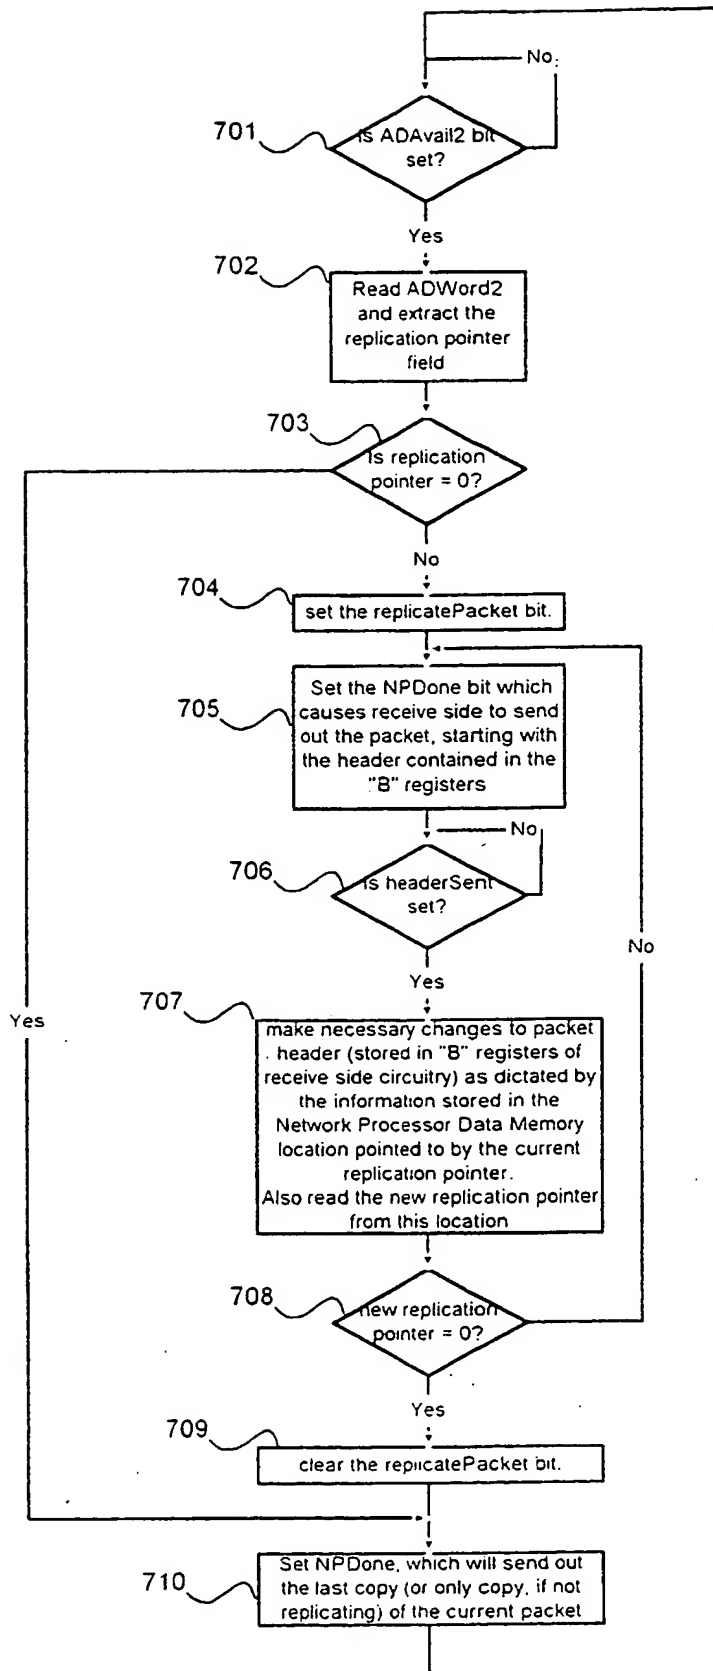 No
701
Is ADAvail2 bit
set?
Yes
702
Read ADWord2
and extract the
replication pointer
field
703
Is replication
pointer = 0?
No
704
set the replicatePacket bit.
705
Set the NPDone bit which
causes receive side to send
out the packet, starting with
the header contained in the
"B" registers
No
706
Is headerSent
set?
No
Yes
Yes
707
make necessary changes to packet
header (stored in "B" registers of
receive side circuitry) as dictated by
the information stored in the
Network Processor Data Memory
location pointed to by the current
replication pointer.
Also read the new replication pointer
from this location
708
new replication
pointer = 0?
Yes
709
clear the replicatePacket bit.
710
Set NPDone, which will send out
the last copy (or only copy, if not
replicating) of the current packet